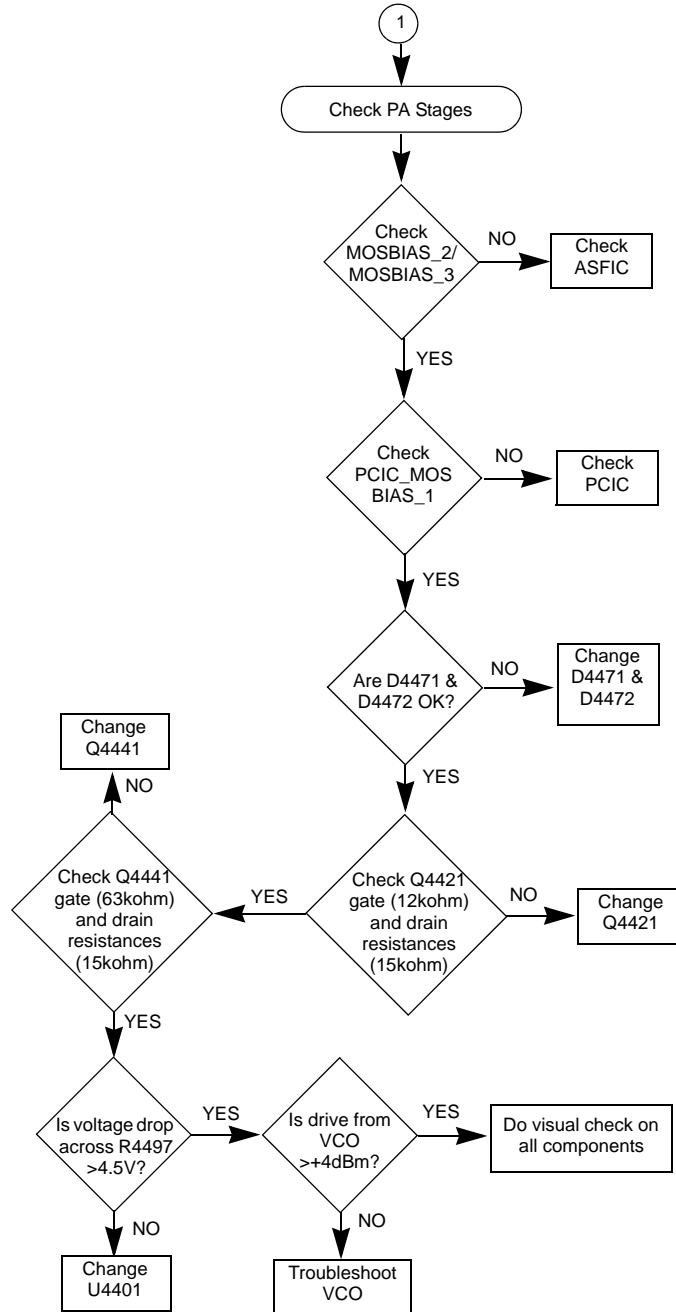 1
Check PA Stages
Check
MOSBIAS_2/
MOSBIAS_3
NO
Check
ASFIC
YES
Check
PCIC_MOS
BIAS_1
NO
Check
PCIC
YES
Are D4471 &
D4472 OK?
NO
Change
D4471 &
D4472
YES
Check Q4421
gate (12kohm)
and drain
resistances
(15kohm)
NO
Change
Q4421
YES
Check Q4441
gate (63kohm)
and drain
resistances
(15kohm)
NO
Change
Q4441
YES
Is voltage drop
across R4497
>4.5V?
NO
Change
U4401
YES
Is drive from
VCO
>+4dBm?
NO
Troubleshoot
VCO
YES
Do visual check on
all components